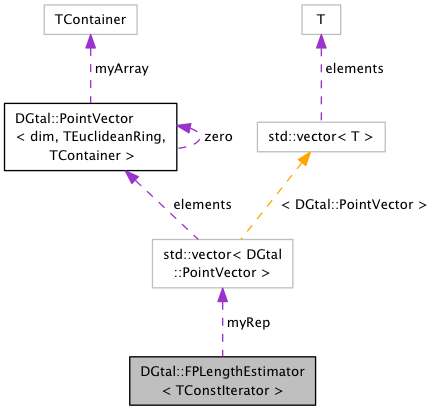 TContainer
T
myArray
elements
DGtal::PointVector
< dim, TEuclideanRing,
TContainer >
zero
std::vector< T >
elements
< DGtal::PointVector >
std::vector< DGtal
::PointVector >
myRep
DGtal::FPLengthEstimator
< TConstIterator >